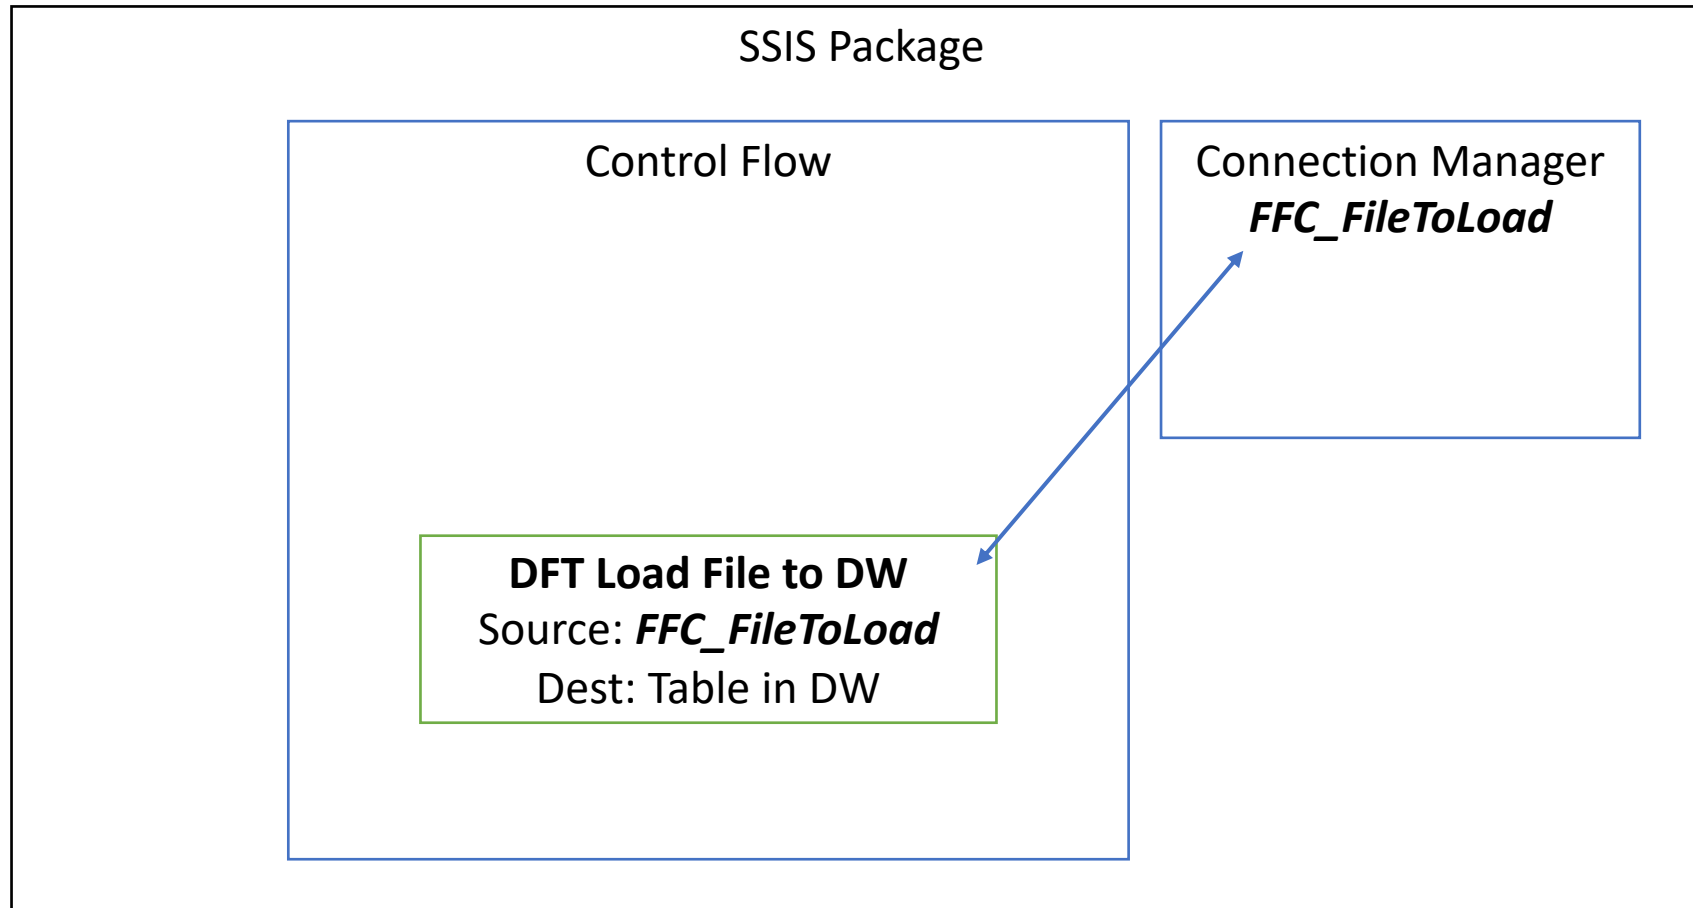 SSIS Package
Control Flow
Connection Manager
FFC_FileToLoad
DFT Load File to DW
Source: FFC_FileToLoad
Dest: Table in DW